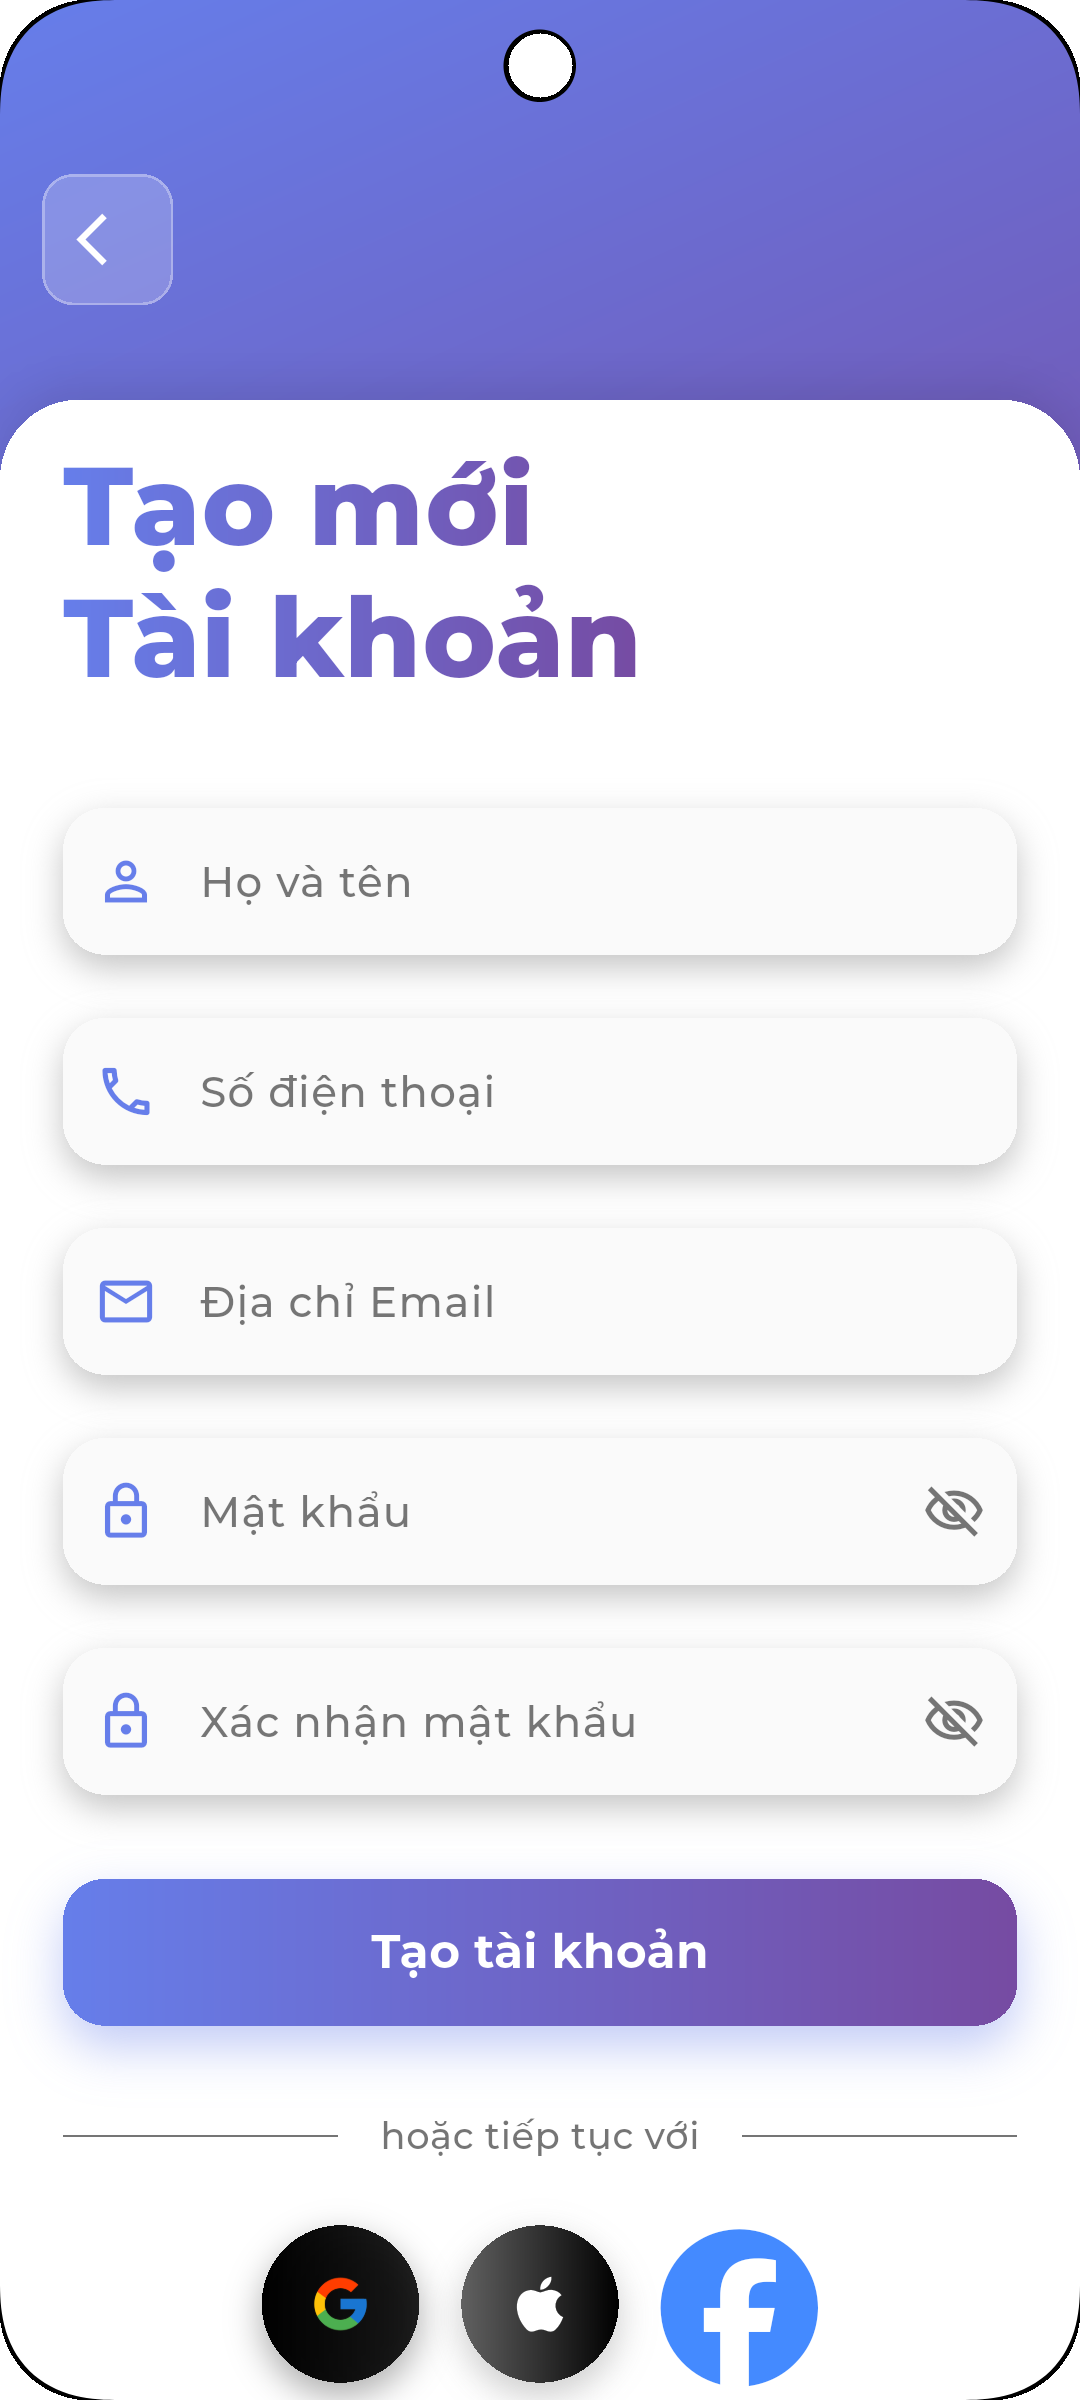 Tạo mới
Tài khoản
Họ và tên
Số điện thoại
Địa chỉ Email
Mật khẩu
Xác nhận mật khẩu
Tạo tài khoản
hoặc tiếp tục với